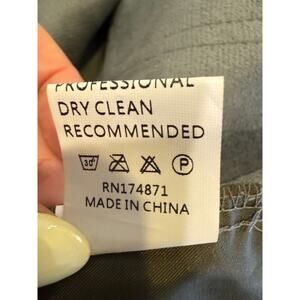 PROFESSIONAL
DRY CLEAN
RECOMMENDED
30° P
RN174871
MADE IN CHINA